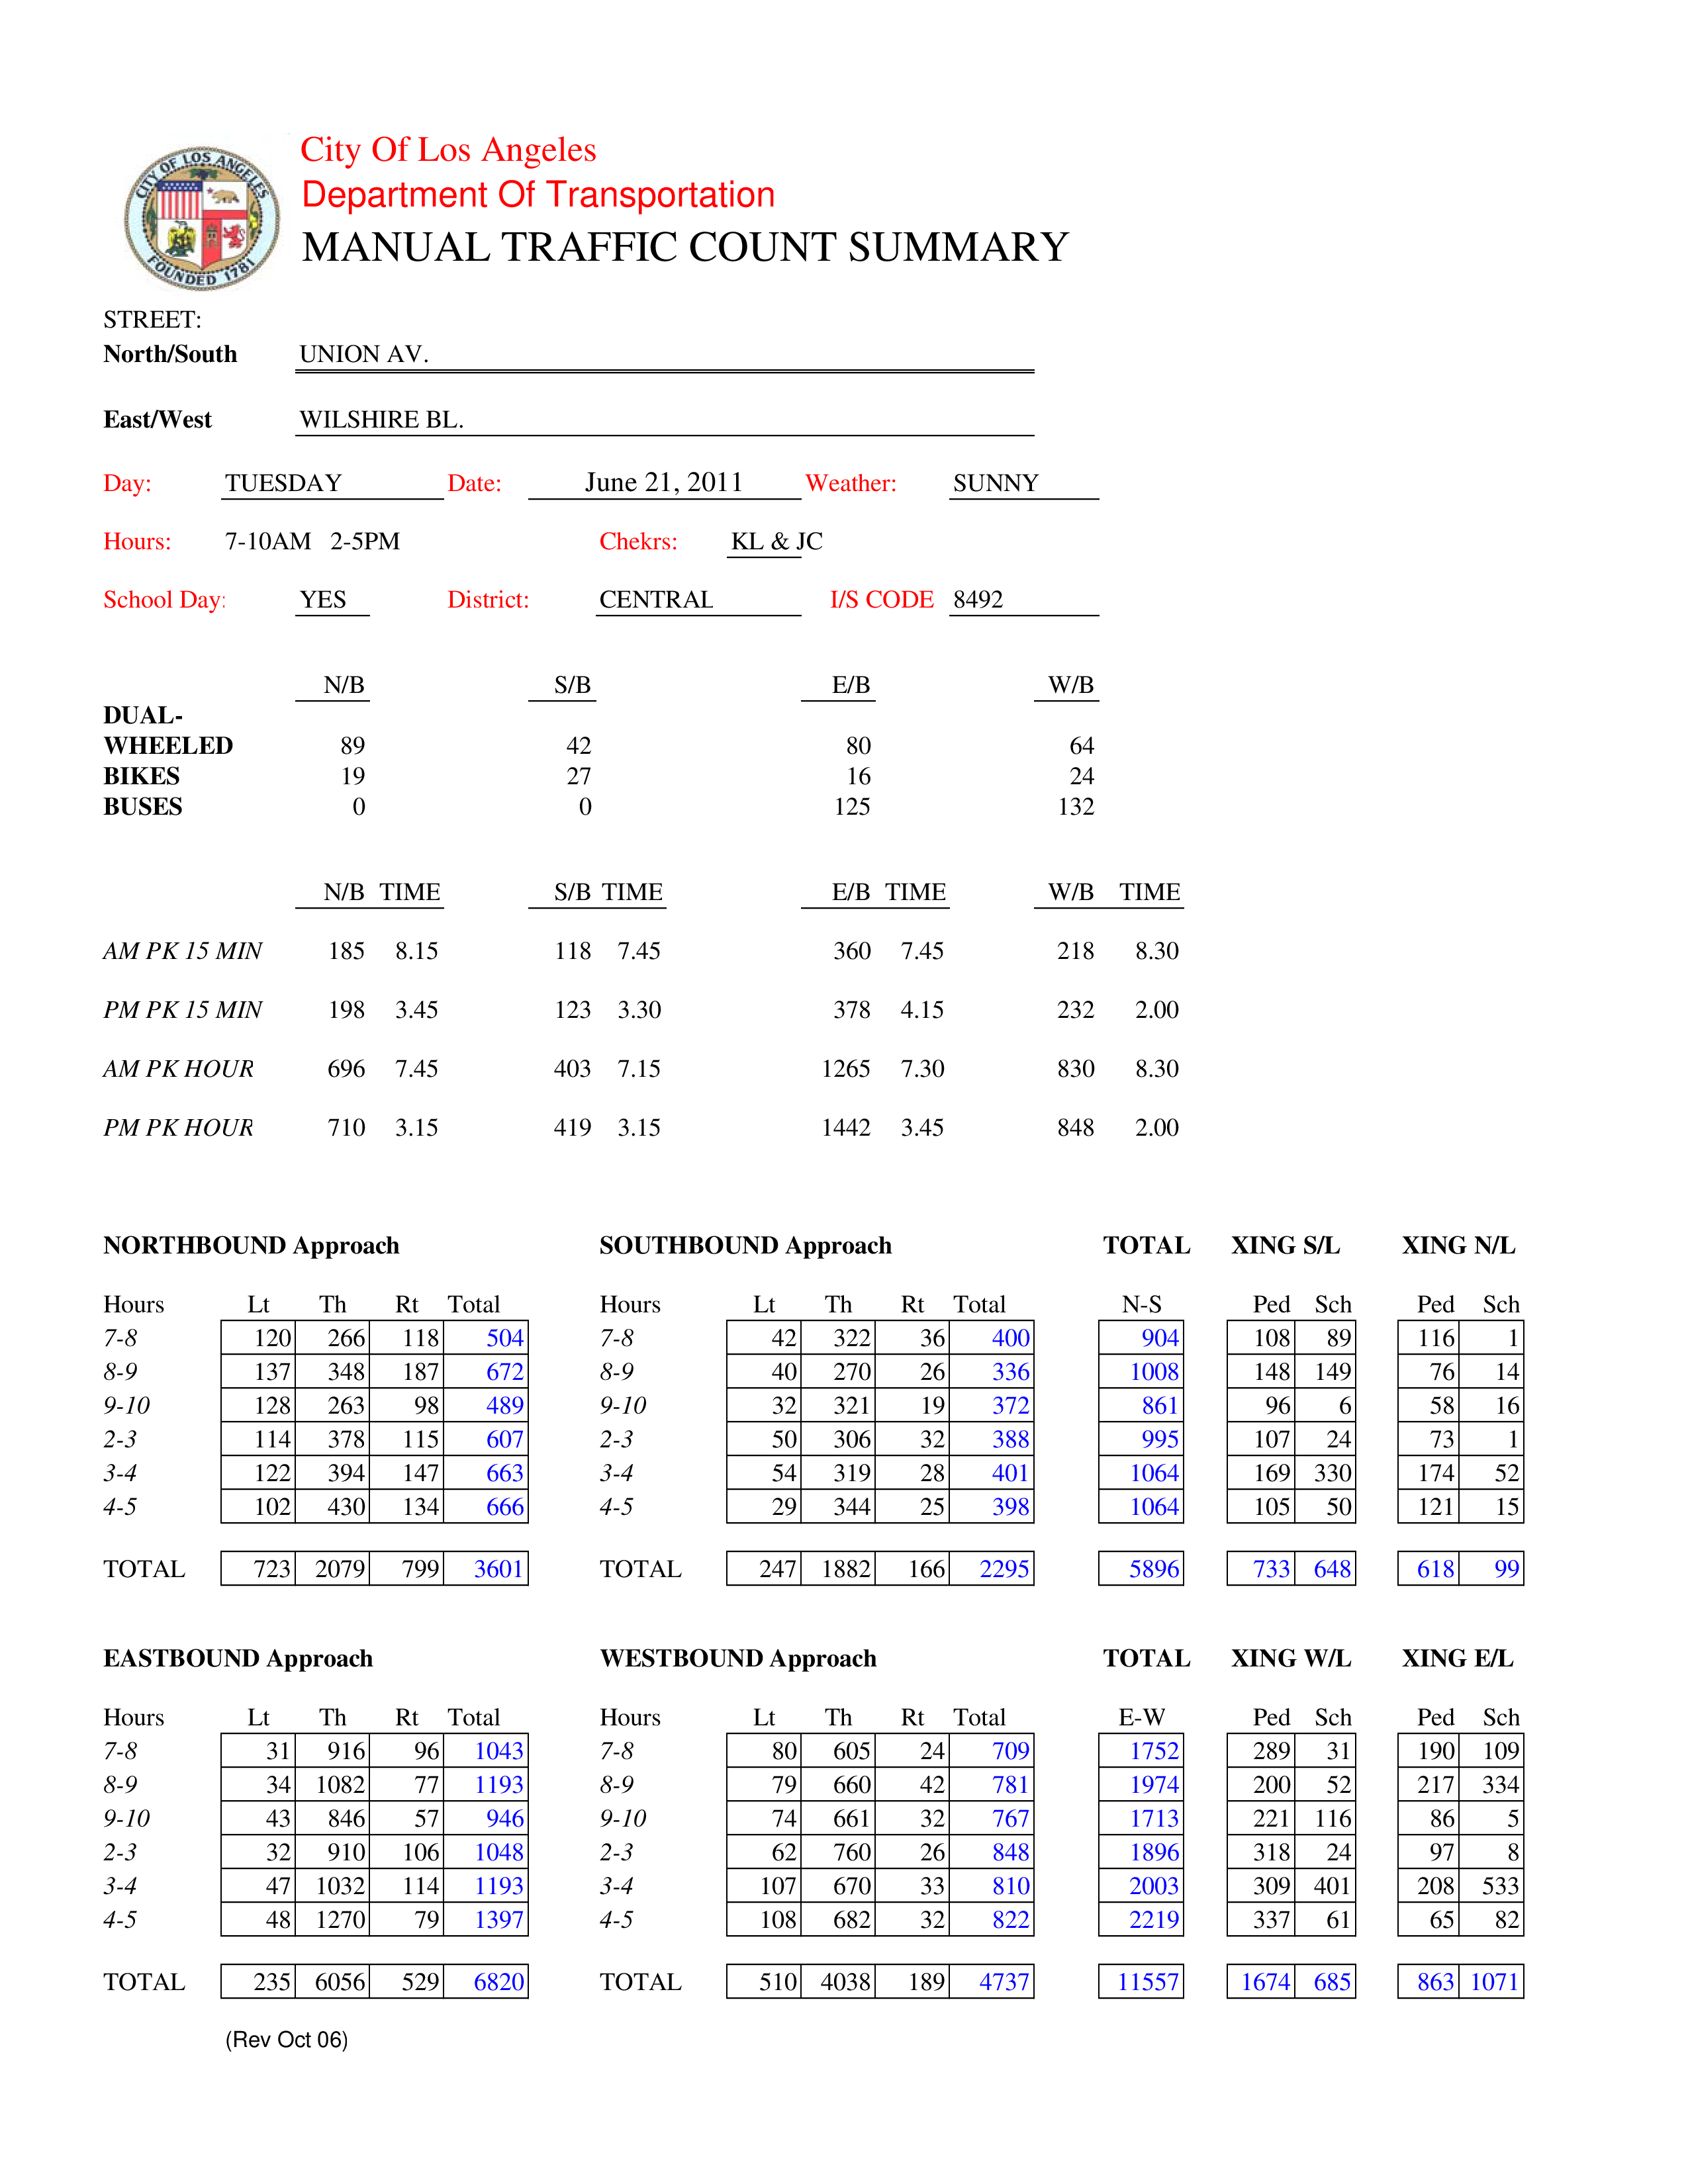 CITY OF LOS ANGELES
FOUNDED 1781
City Of Los Angeles
Department Of Transportation
MANUAL TRAFFIC COUNT SUMMARY
STREET:
North/South UNION AV.
East/West WILSHIRE BL.
Day: TUESDAY Date: June 21, 2011 Weather: SUNNY
Hours: 7-10AM 2-5PM Chekrs: KL & JC
School Day: YES District: CENTRAL I/S CODE 8492
N/B S/B E/B W/B
DUAL-
WHEELED 89 42 80 64
BIKES 19 27 16 24
BUSES 0 0 125 132
N/B TIME S/B TIME E/B TIME W/B TIME
AM PK 15 MIN 185 8.15 118 7.45 360 7.45 218 8.30
PM PK 15 MIN 198 3.45 123 3.30 378 4.15 232 2.00
AM PK HOUR 696 7.45 403 7.15 1265 7.30 830 8.30
PM PK HOUR 710 3.15 419 3.15 1442 3.45 848 2.00
NORTHBOUND Approach SOUTHBOUND Approach TOTAL XING S/L XING N/L
Hours Lt Th Rt Total Hours Lt Th Rt Total N-S Ped Sch Ped Sch
7-8 120 266 118 504 7-8 42 322 36 400 904 108 89 116 1
8-9 137 348 187 672 8-9 40 270 26 336 1008 148 149 76 14
9-10 128 263 98 489 9-10 32 321 19 372 861 96 6 58 16
2-3 114 378 115 607 2-3 50 306 32 388 995 107 24 73 1
3-4 122 394 147 663 3-4 54 319 28 401 1064 169 330 174 52
4-5 102 430 134 666 4-5 29 344 25 398 1064 105 50 121 15
TOTAL 723 2079 799 3601 TOTAL 247 1882 166 2295 5896 733 648 618 99
EASTBOUND Approach WESTBOUND Approach TOTAL XING W/L XING E/L
Hours Lt Th Rt Total Hours Lt Th Rt Total E-W Ped Sch Ped Sch
7-8 31 916 96 1043 7-8 80 605 24 709 1752 289 31 190 109
8-9 34 1082 77 1193 8-9 79 660 42 781 1974 200 52 217 334
9-10 43 846 57 946 9-10 74 661 32 767 1713 221 116 86 5
2-3 32 910 106 1048 2-3 62 760 26 848 1896 318 24 97 8
3-4 47 1032 114 1193 3-4 107 670 33 810 2003 309 401 208 533
4-5 48 1270 79 1397 4-5 108 682 32 822 2219 337 61 65 82
TOTAL 235 6056 529 6820 TOTAL 510 4038 189 4737 11557 1674 685 863 1071
(Rev Oct 06)